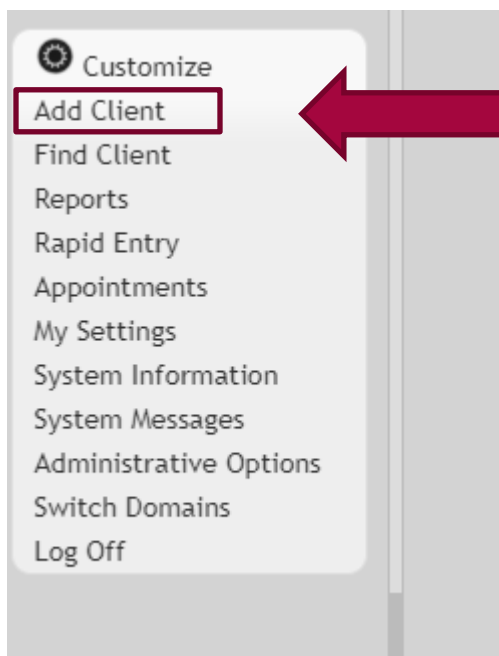 Customize
Add Client
Find Client
Reports
Rapid Entry
Appointments
My Settings
System Information
System Messages
Administrative Options
Switch Domains
Log Off